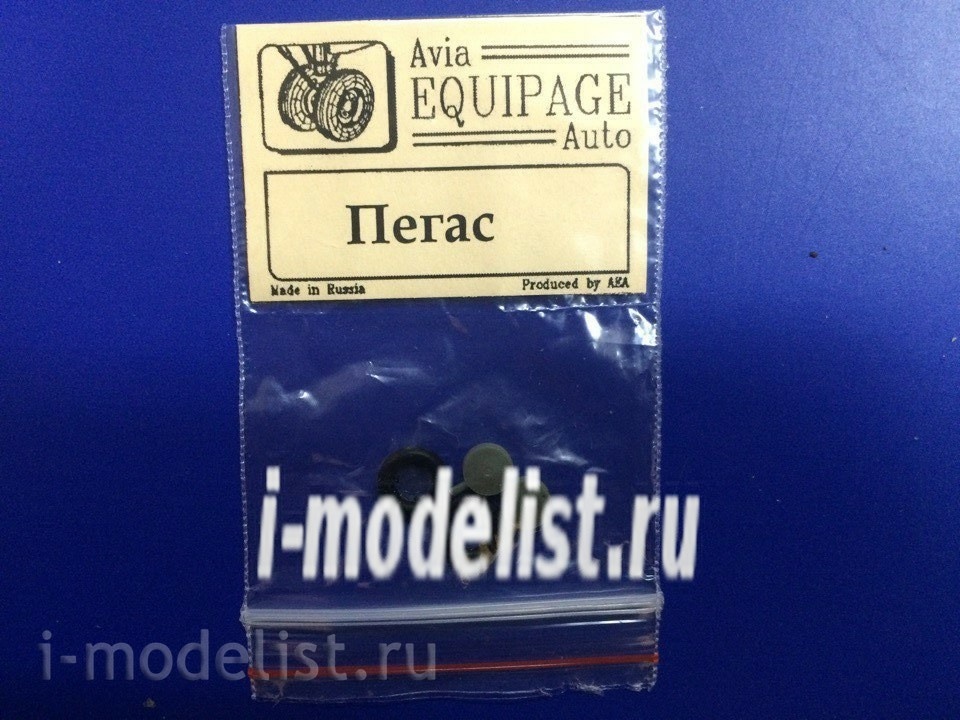 Avia
EQUIPAGE
Auto
Пегас
Made in Russia
Produced by AEA
i-modelist.ru
i-modelist.ru